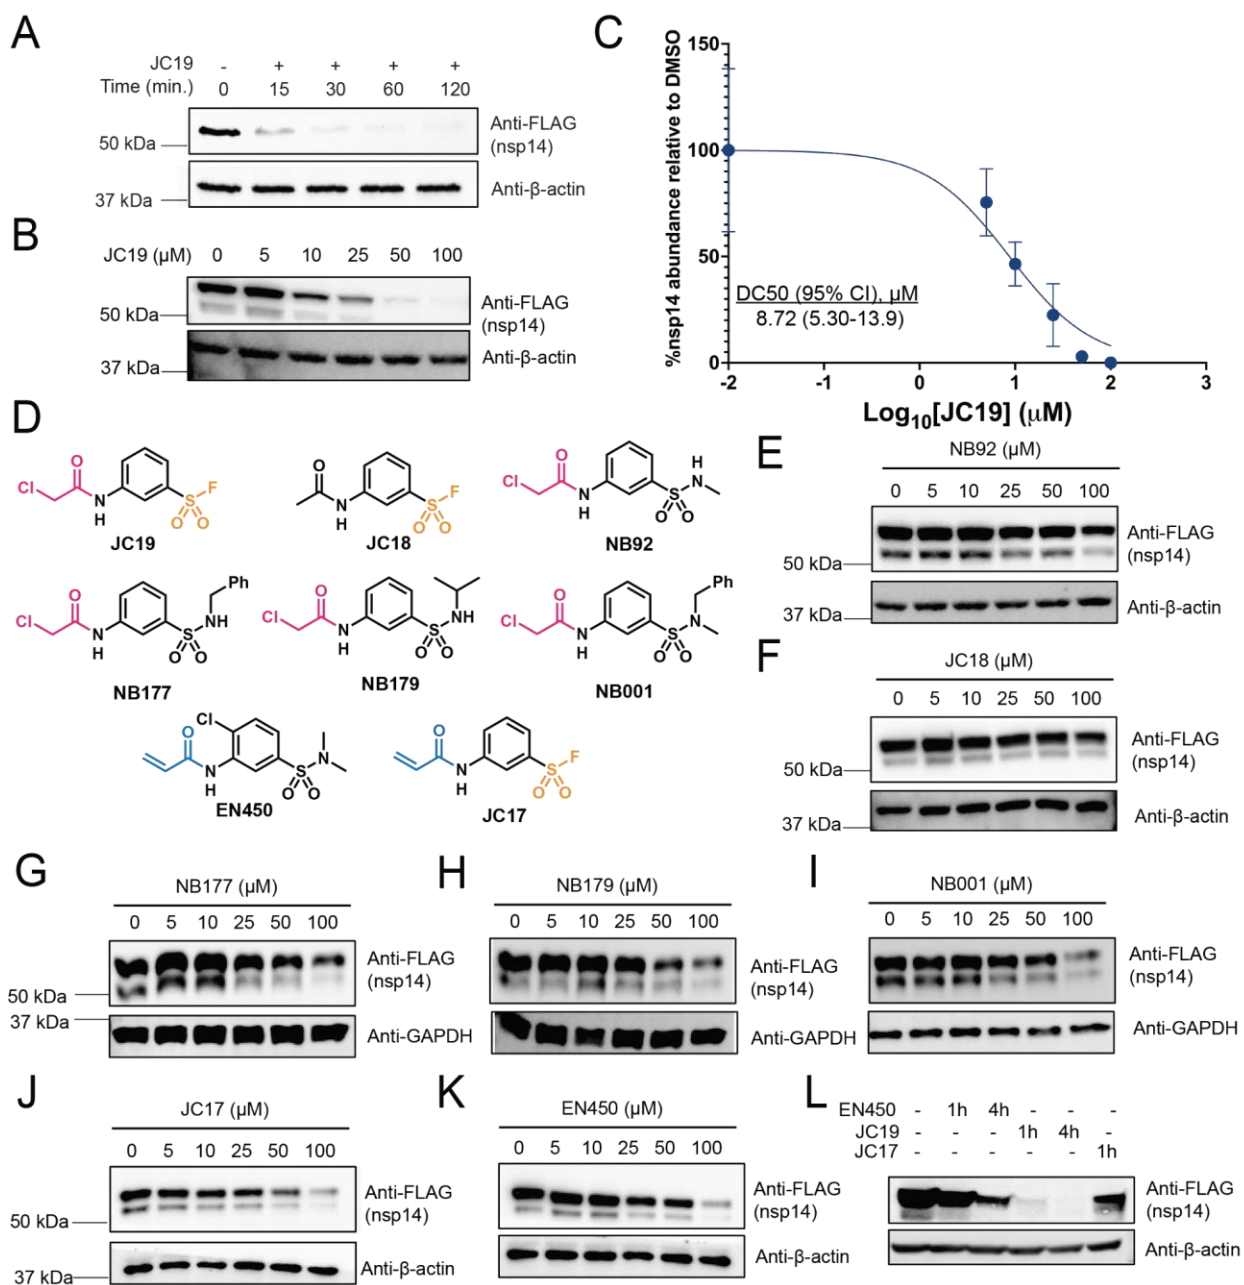 A
JC19 - + + + +
Time (min.) 0 15 30 60 120
50 kDa
Anti-FLAG
(nsp14)
37 kDa
Anti-β-actin
B
JC19 (μM) 0 5 10 25 50 100
50 kDa
Anti-FLAG
(nsp14)
37 kDa
Anti-β-actin
C
%nsp14 abundance relative to DMSO
150
100
50
0
DC50 (95% CI), μM
8.72 (5.30-13.9)
-2 -1 0 1 2 3
Log10[JC19] (μM)
D
Cl O N H S F O O
JC19
O N H S F O O
JC18
Cl O N H S H N O O
NB92
Cl O N H S Ph NH O O
NB177
Cl O N H S NH O O
NB179
Cl O N H S Ph N O O
NB001
Cl O N H S N O O
EN450
O N H S F O O
JC17
E
NB92 (μM)
0 5 10 25 50 100
50 kDa
Anti-FLAG
(nsp14)
37 kDa
Anti-β-actin
F
JC18 (μM)
0 5 10 25 50 100
50 kDa
Anti-FLAG
(nsp14)
37 kDa
Anti-β-actin
G
NB177 (μM)
0 5 10 25 50 100
50 kDa
Anti-FLAG
(nsp14)
37 kDa
Anti-GAPDH
H
NB179 (μM)
0 5 10 25 50 100
Anti-FLAG
(nsp14)
Anti-GAPDH
I
NB001 (μM)
0 5 10 25 50 100
Anti-FLAG
(nsp14)
Anti-GAPDH
J
JC17 (μM)
0 5 10 25 50 100
50 kDa
Anti-FLAG
(nsp14)
37 kDa
Anti-β-actin
K
EN450 (μM)
0 5 10 25 50 100
Anti-FLAG
(nsp14)
Anti-β-actin
L
EN450 - 1h 4h - - -
JC19 - - - 1h 4h -
JC17 - - - - - 1h
Anti-FLAG
(nsp14)
Anti-β-actin